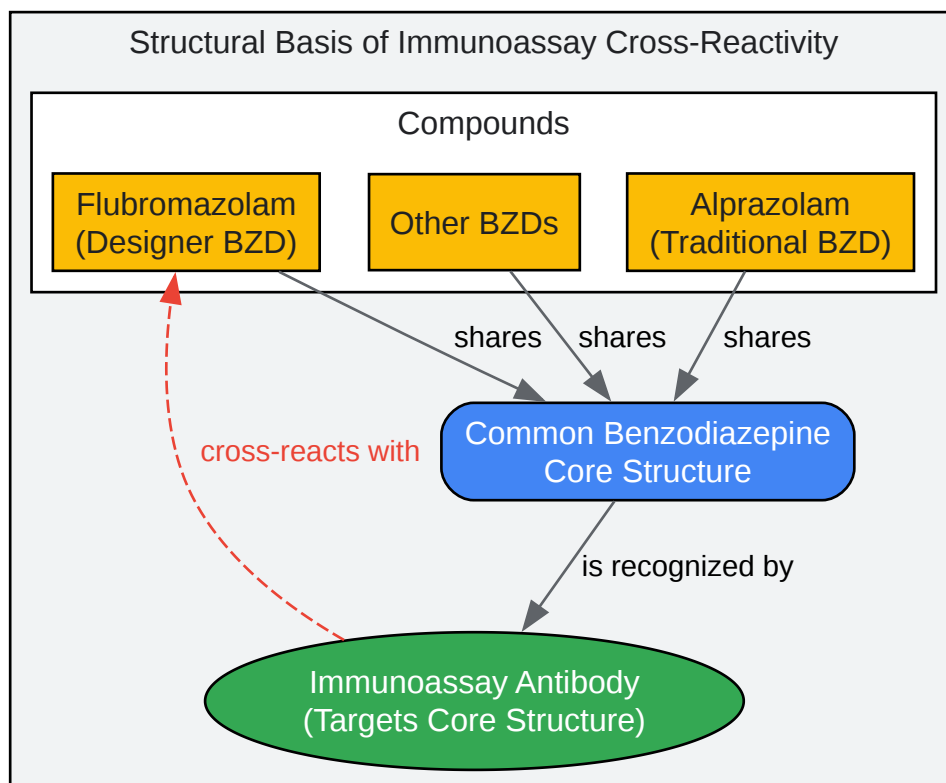 Structural Basis of Immunoassay Cross-Reactivity
Compounds
Flubromazolam
(Designer BZD)
Other BZDs
Alprazolam
(Traditional BZD)
shares
shares
shares
cross-reacts with
Common Benzodiazepine
Core Structure
is recognized by
Immunoassay Antibody
(Targets Core Structure)